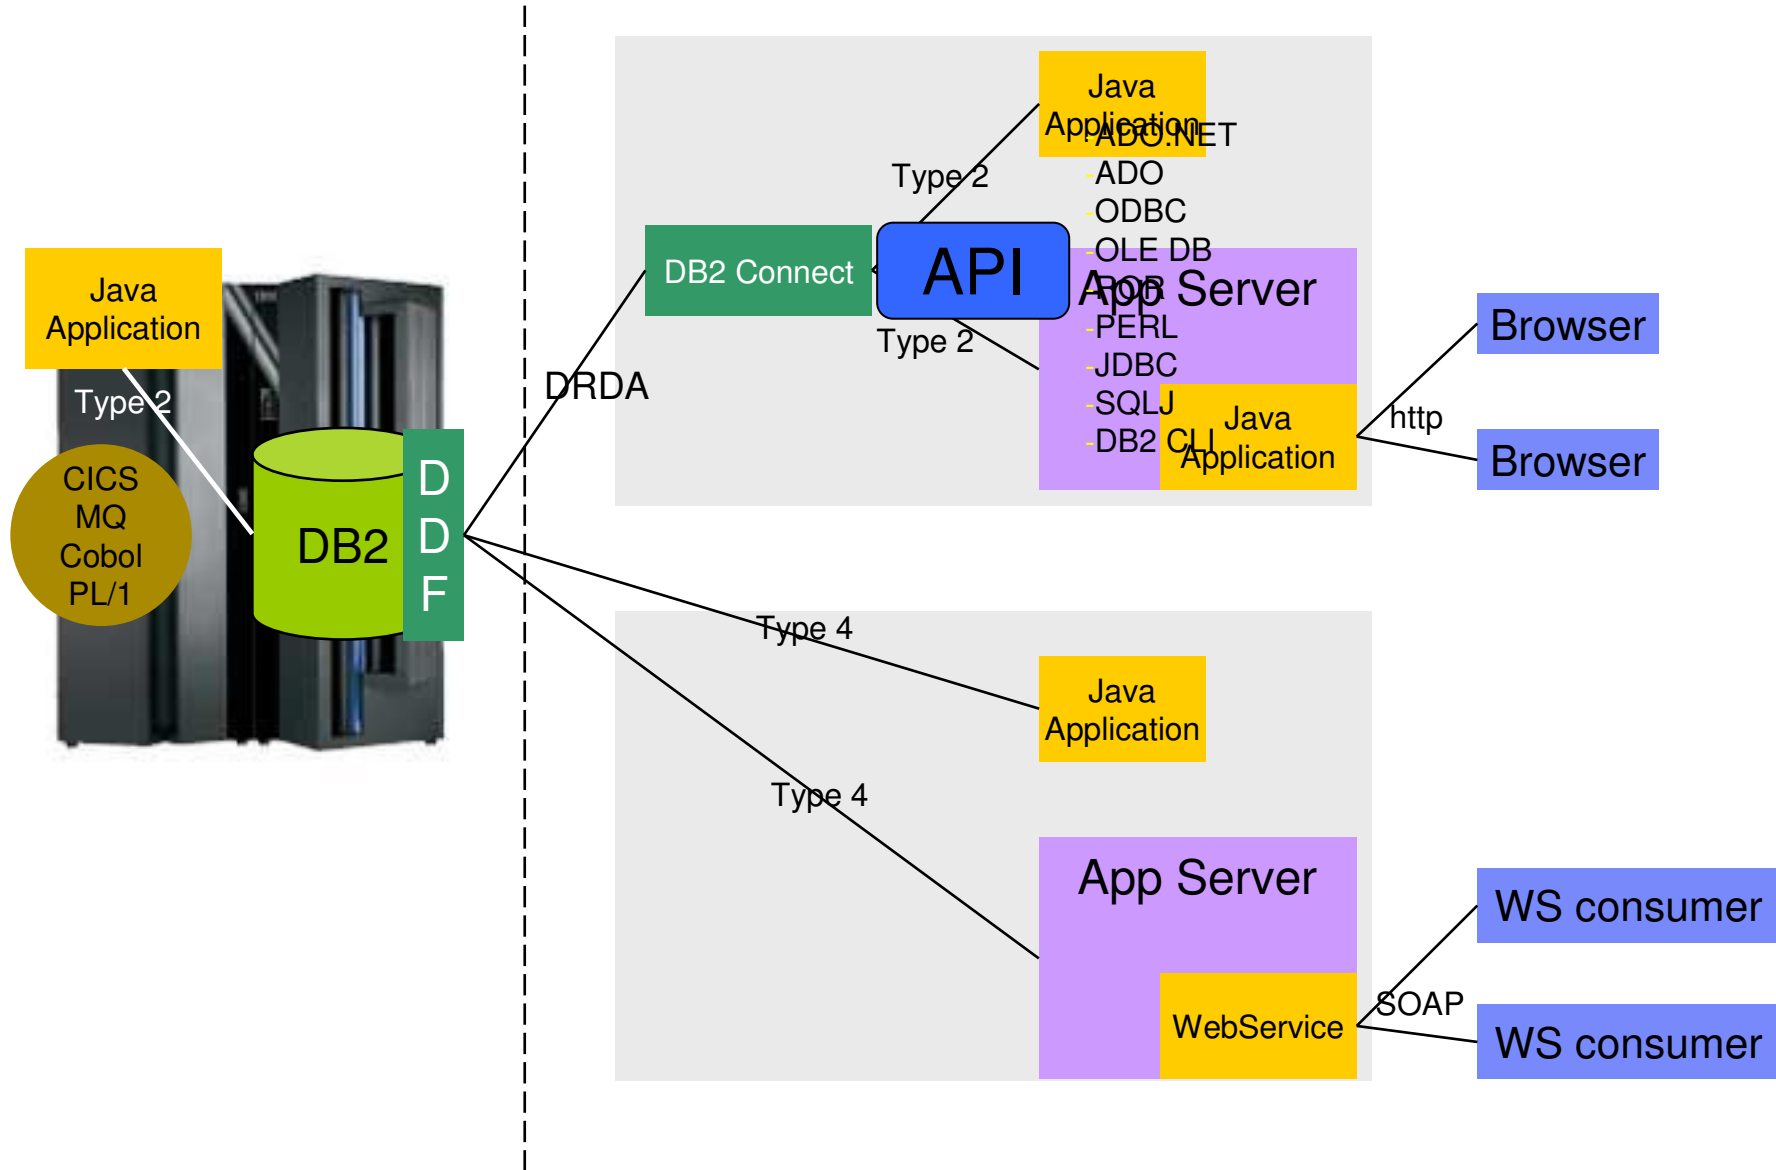 Java
Application
Type 2
CICS
MQ
Cobol
PL/1
DB2
D
D
F
DRDA
DB2 Connect
Type 2
Type 2
API
Java
Application
-ADO.NET
-ADO
-ODBC
-OLE DB
-ROR
-PERL
-JDBC
-SQLJ
-DB2 CLI
App Server
Java
Application
http
Browser
Browser
Type 4
Type 4
Java
Application
App Server
WebService
SOAP
WS consumer
WS consumer